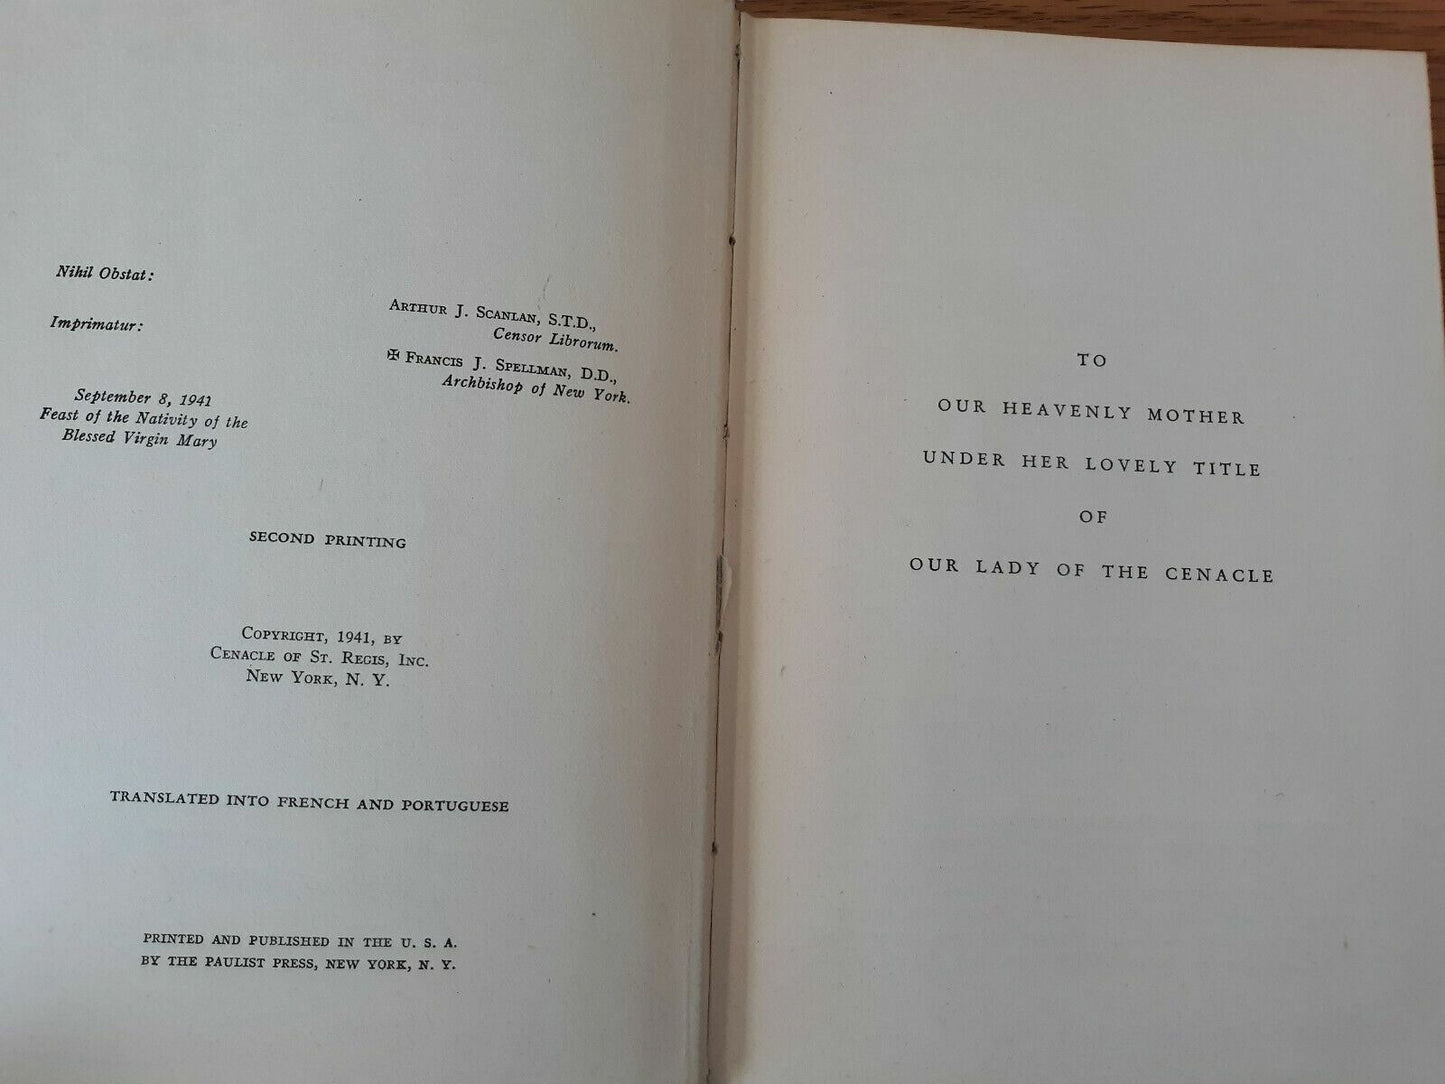 Nihil Obstat:
ARTHUR J. SCANLAN, S.T.D.,
Censor Librorum.
Imprimatur:
✠ FRANCIS J. SPELLMAN, D.D.,
Archbishop of New York.
September 8, 1941
Feast of the Nativity of the
Blessed Virgin Mary
SECOND PRINTING
COPYRIGHT, 1941, BY
CENACLE OF ST. REGIS, INC.
NEW YORK, N. Y.
TRANSLATED INTO FRENCH AND PORTUGUESE
PRINTED AND PUBLISHED IN THE U. S. A.
BY THE PAULIST PRESS, NEW YORK, N. Y.
TO
OUR HEAVENLY MOTHER
UNDER HER LOVELY TITLE
OF
OUR LADY OF THE CENACLE